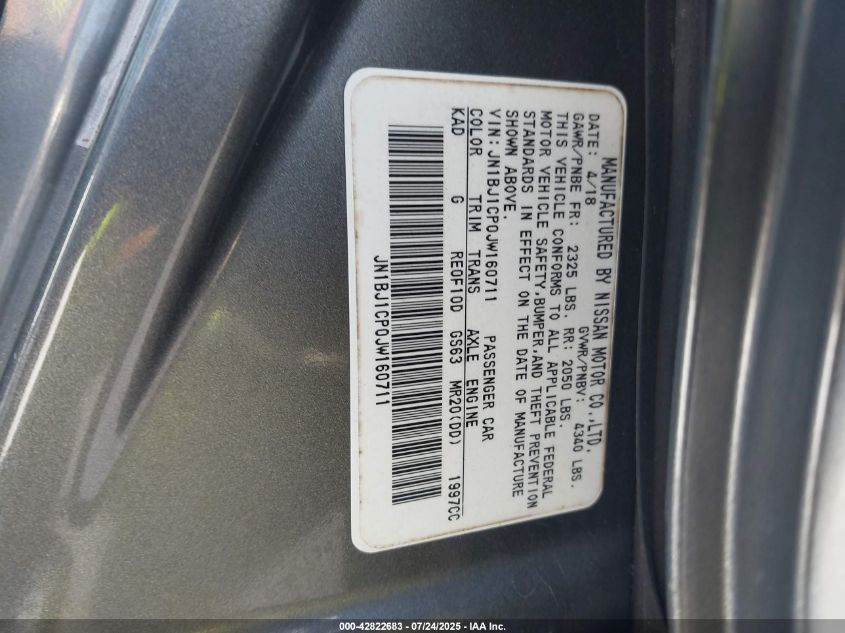 MANUFACTURED BY NISSAN MOTOR CO.,LTD.
DATE: 4/18 GVWR/PNBV: 4340 LBS.
GAWR/PNBE FR: 2325 LBS. RR: 2050 LBS.
THIS VEHICLE CONFORMS TO ALL APPLICABLE FEDERAL
MOTOR VEHICLE SAFETY,BUMPER,AND THEFT PREVENTION
STANDARDS IN EFFECT ON THE DATE OF MANUFACTURE
SHOWN ABOVE.
VIN:JN1BJ1CP0JW160711 PASSENGER CAR
COLOR TRIM TRANS AXLE ENGINE
KAD G RE0F10D GS63 MR20(DD) 1997CC
JN1BJ1CP0JW160711
000-42822683 - 07/24/2025 - IAA Inc.